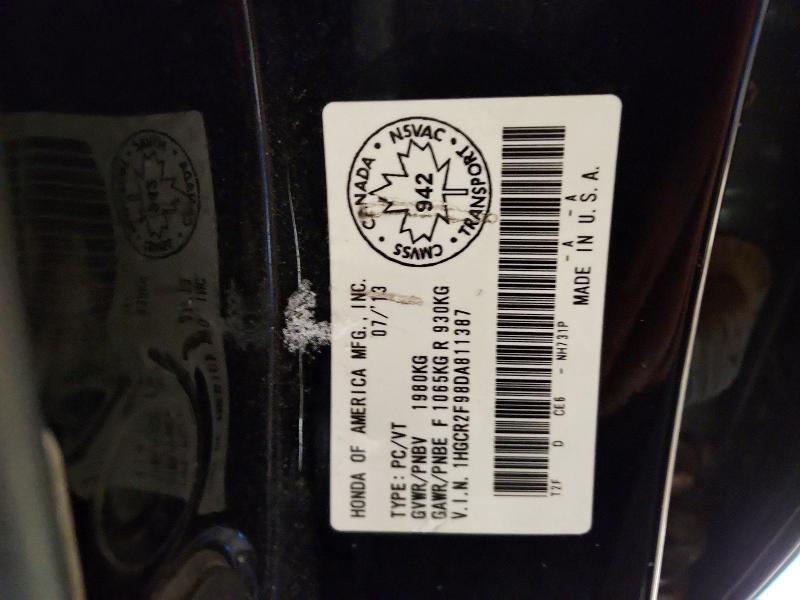 HONDA OF AMERICA MFG., INC.
07/'13
TYPE: PC/VT
GVWR/PNBV 1980KG
GAWR/PNBE F 1065KG R 930KG
V.I.N. 1HGCR2F98DA811387
CANADA • NSVAC • TRANSPORT • CMVSS •
942
T
T2F D CE6 - NH731P - A - A
MADE IN U.S.A.